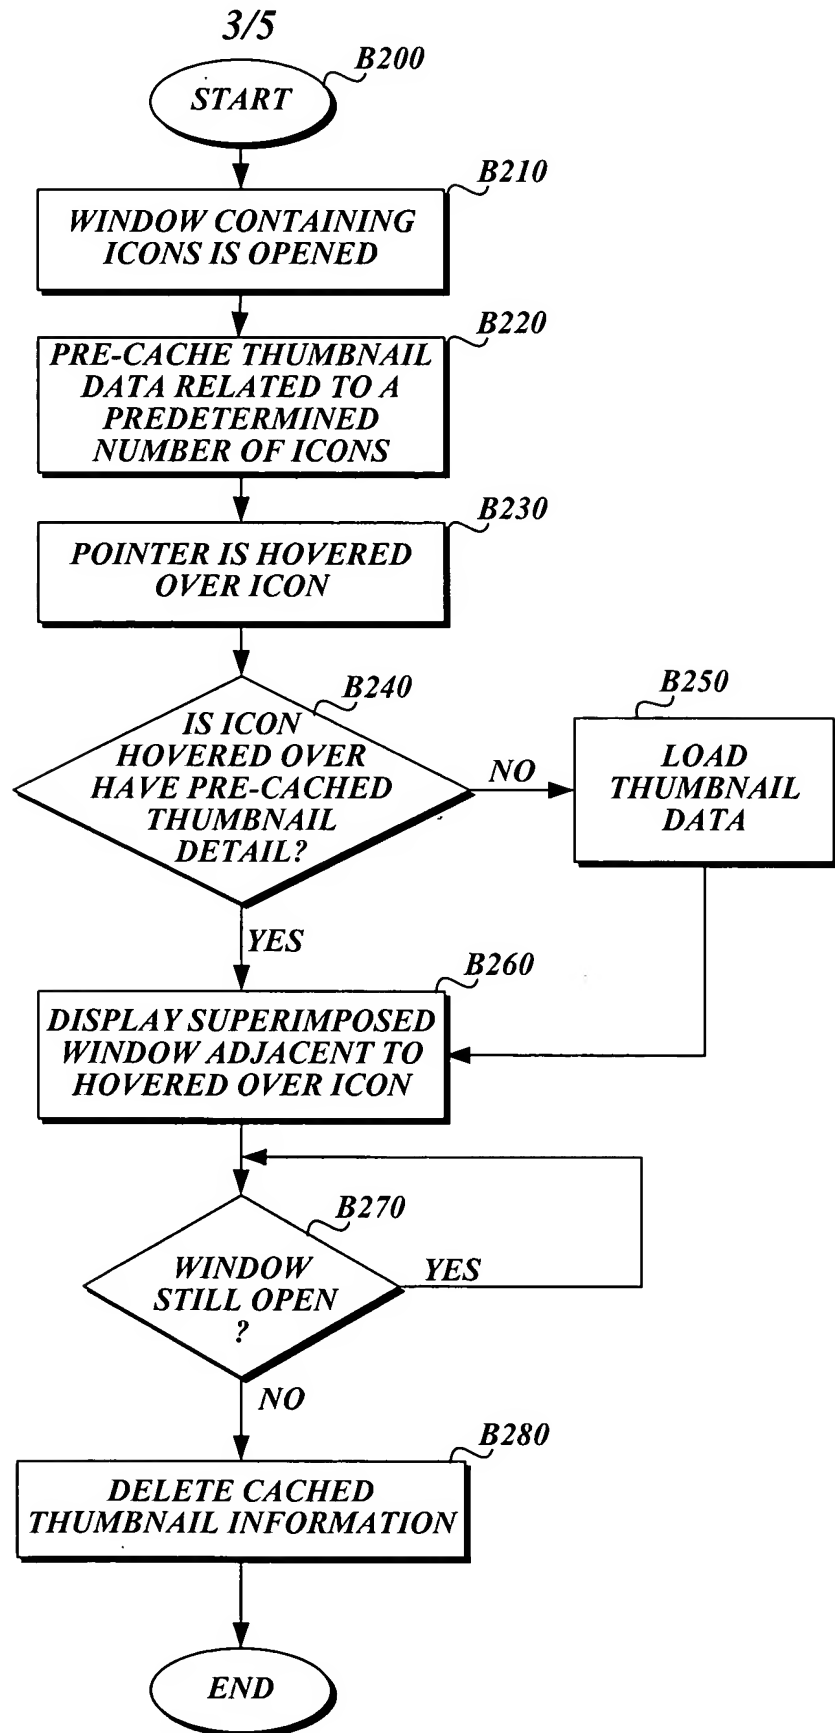 3/5
B200
START
B210
WINDOW CONTAINING
ICONS IS OPENED
B220
PRE-CACHE THUMBNAIL
DATA RELATED TO A
PREDETERMINED
NUMBER OF ICONS
B230
POINTER IS HOVERED
OVER ICON
B240
IS ICON
HOVERED OVER
HAVE PRE-CACHED
THUMBNAIL
DETAIL?
NO
B250
LOAD
THUMBNAIL
DATA
YES
B260
DISPLAY SUPERIMPOSED
WINDOW ADJACENT TO
HOVERED OVER ICON
B270
WINDOW
STILL OPEN
?
YES
NO
B280
DELETE CACHED
THUMBNAIL INFORMATION
END